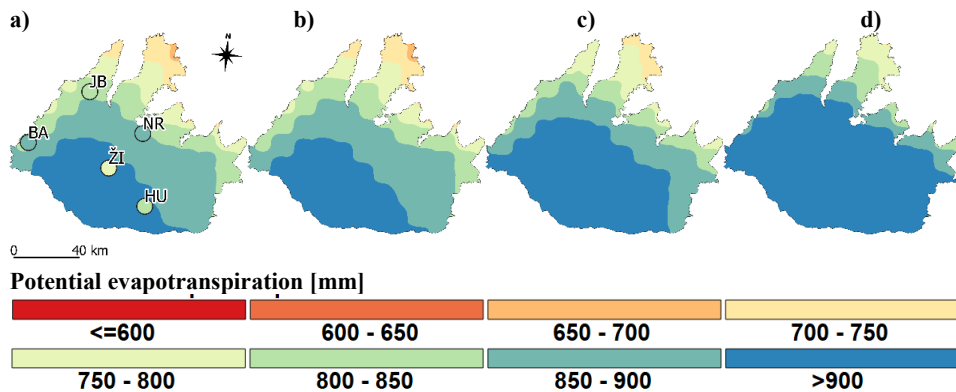 a) b) c) d)
N
JB
BA
NR
ŽI
HU
0 40 km
Potential evapotranspiration [mm]
<=600 600 - 650 650 - 700 700 - 750
750 - 800 800 - 850 850 - 900 >900